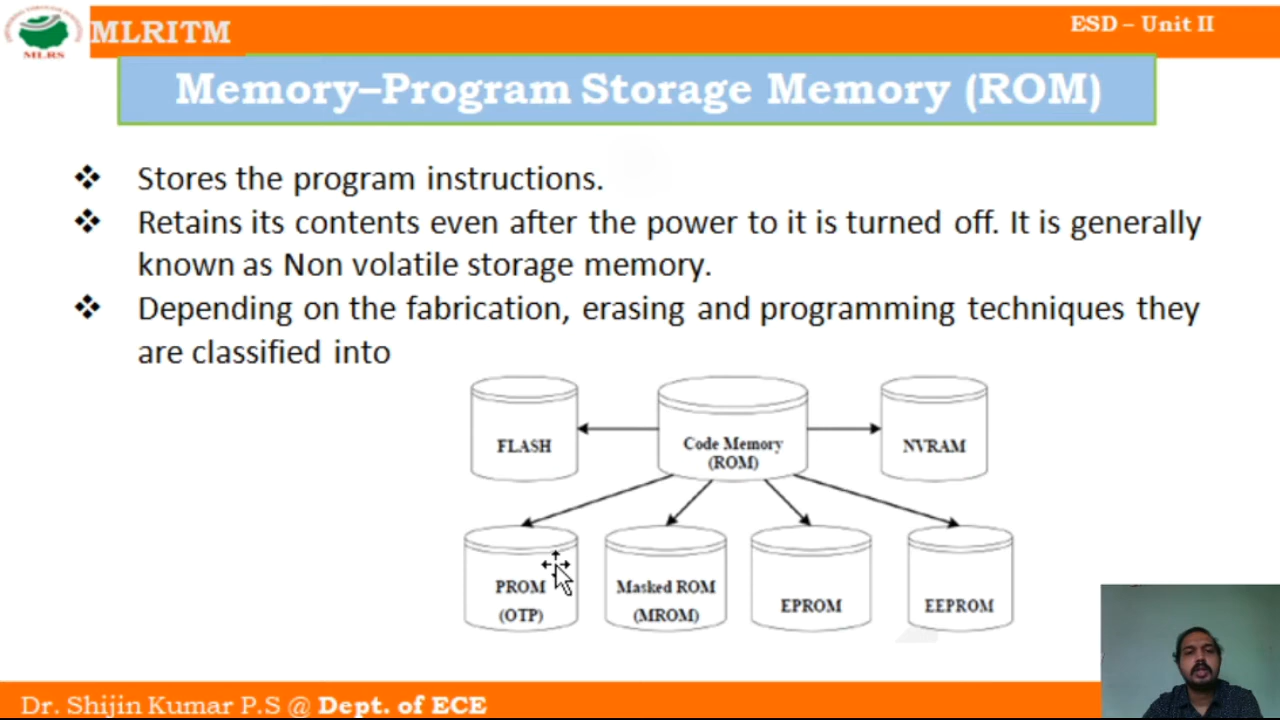 MLRITM
ESD – Unit II
MLRS
Memory–Program Storage Memory (ROM)
❖ Stores the program instructions.
❖ Retains its contents even after the power to it is turned off. It is generally
known as Non volatile storage memory.
❖ Depending on the fabrication, erasing and programming techniques they
are classified into
FLASH
Code Memory
(ROM)
NVRAM
PROM
(OTP)
Masked ROM
(MROM)
EPROM
EEPROM
Dr. Shijin Kumar P.S @ Dept. of ECE